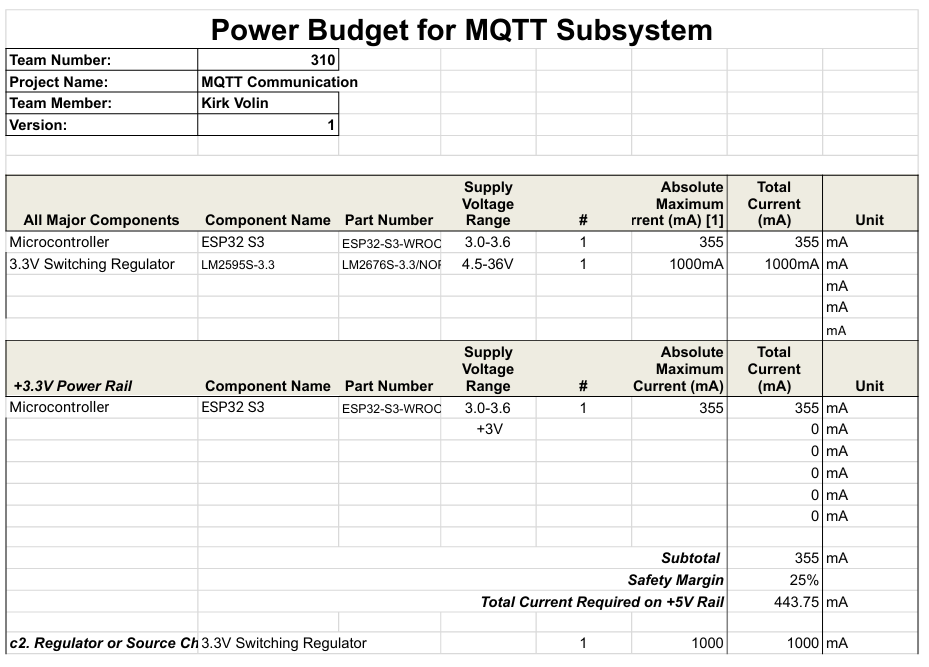 Power Budget for MQTT Subsystem
Team Number: 310
Project Name: MQTT Communication
Team Member: Kirk Volin
Version: 1
All Major Components Component Name Part Number Supply Voltage Range # Absolute Maximum rrent (mA) [1] Total Current (mA) Unit
Microcontroller ESP32 S3 ESP32-S3-WROC 3.0-3.6 1 355 355 mA
3.3V Switching Regulator LM2595S-3.3 LM2676S-3.3/NOF 4.5-36V 1 1000mA 1000mA mA
mA
mA
mA
+3.3V Power Rail Component Name Part Number Supply Voltage Range # Absolute Maximum Current (mA) Total Current (mA) Unit
Microcontroller ESP32 S3 ESP32-S3-WROC 3.0-3.6 1 355 355 mA
+3V 0 mA
0 mA
0 mA
0 mA
0 mA
Subtotal 355 mA
Safety Margin 25%
Total Current Required on +5V Rail 443.75 mA
c2. Regulator or Source Ch 3.3V Switching Regulator 1 1000 1000 mA